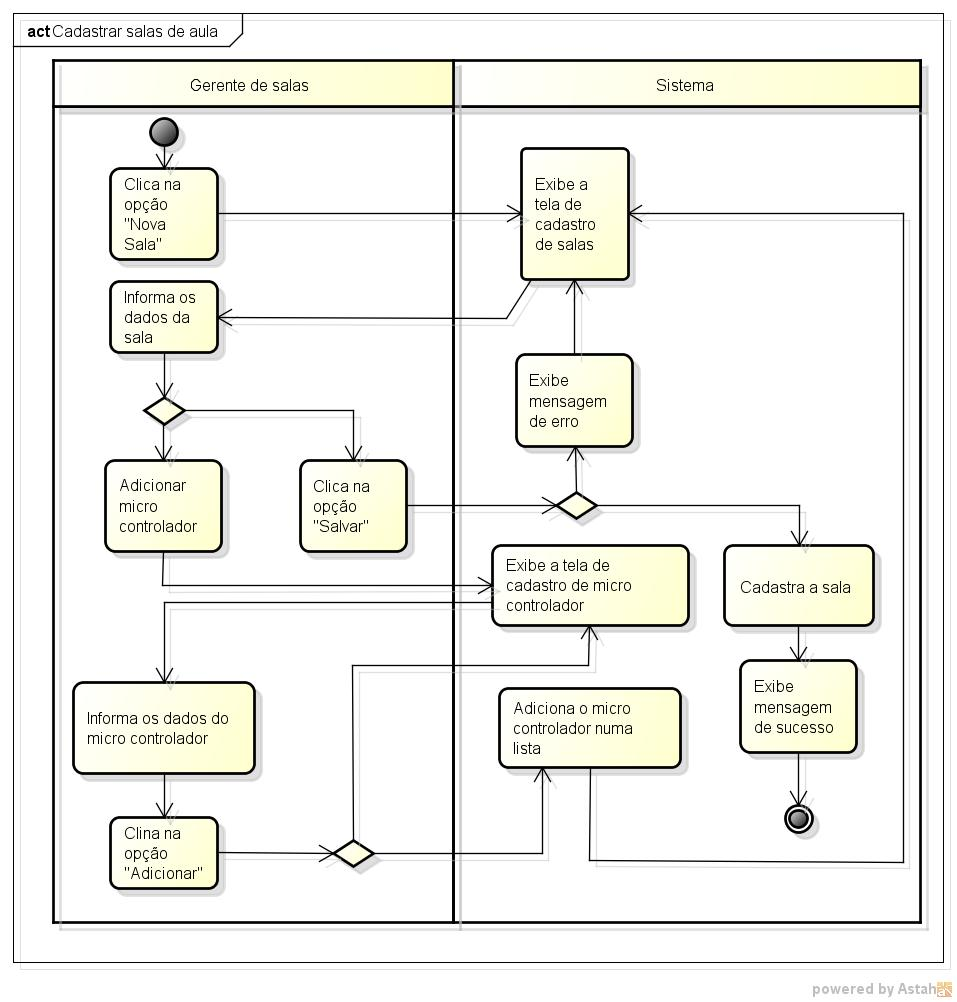 act Cadastrar salas de aula
Gerente de salas
Sistema
Clica na
opção
"Nova
Sala"
Exibe a
tela de
cadastro
de salas
Informa os
dados da
sala
Exibe
mensagem
de erro
Adicionar
micro
controlador
Clica na
opção
"Salvar"
Exibe a tela de
cadastro de micro
controlador
Cadastra a sala
Informa os dados do
micro controlador
Adiciona o micro
controlador numa
lista
Exibe
mensagem
de sucesso
Clina na
opção
"Adicionar"
powered by Astah